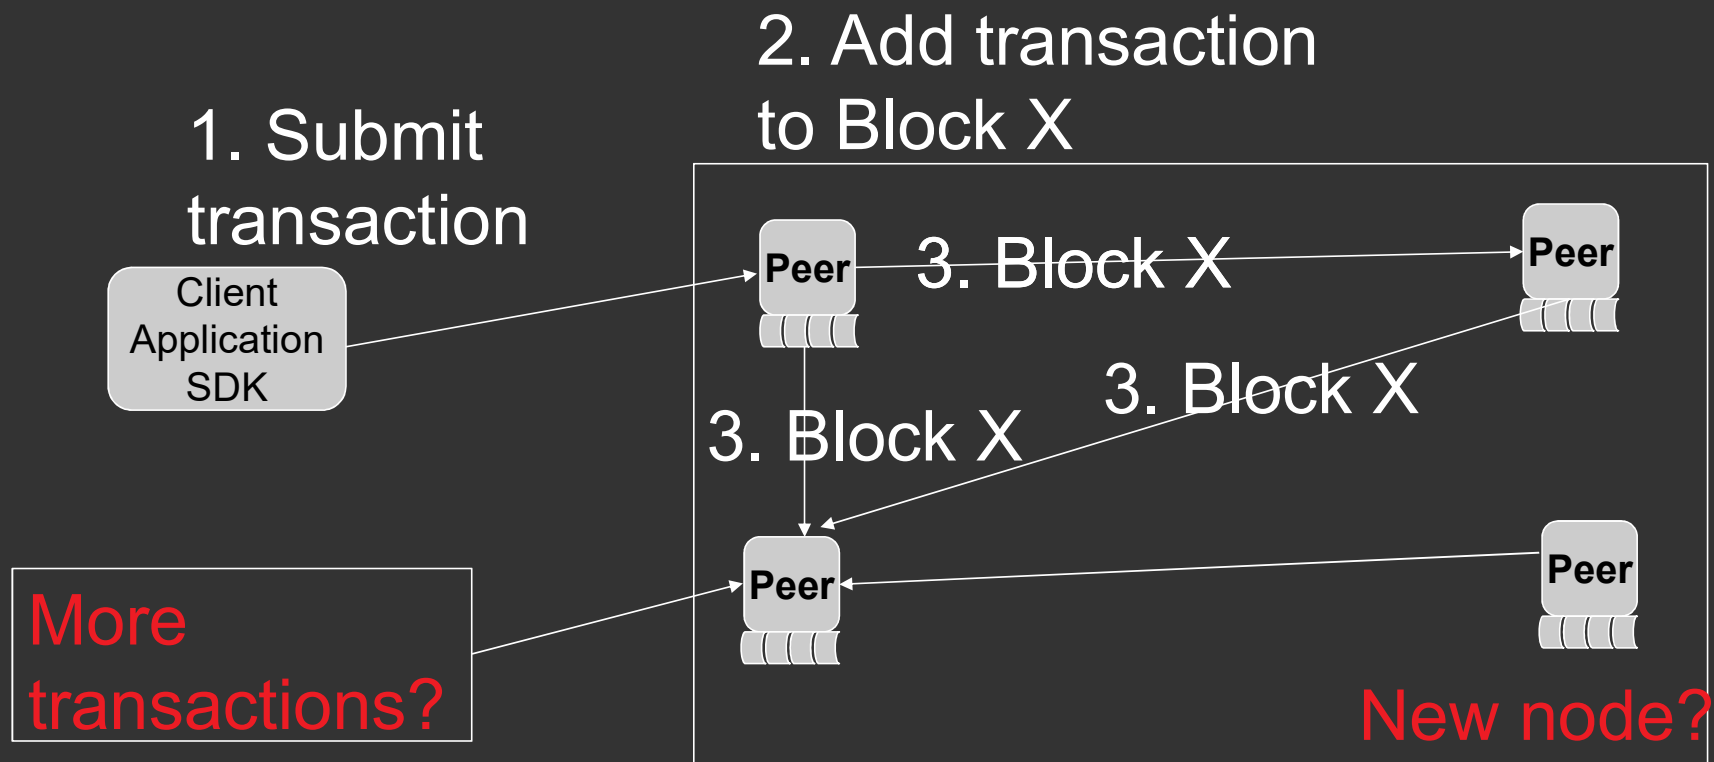 2. Add transaction
to Block X
1. Submit
transaction
Client
Application
SDK
Peer
3. Block X
Peer
3. Block X
3. Block X
Peer
Peer
More
transactions?
New node?